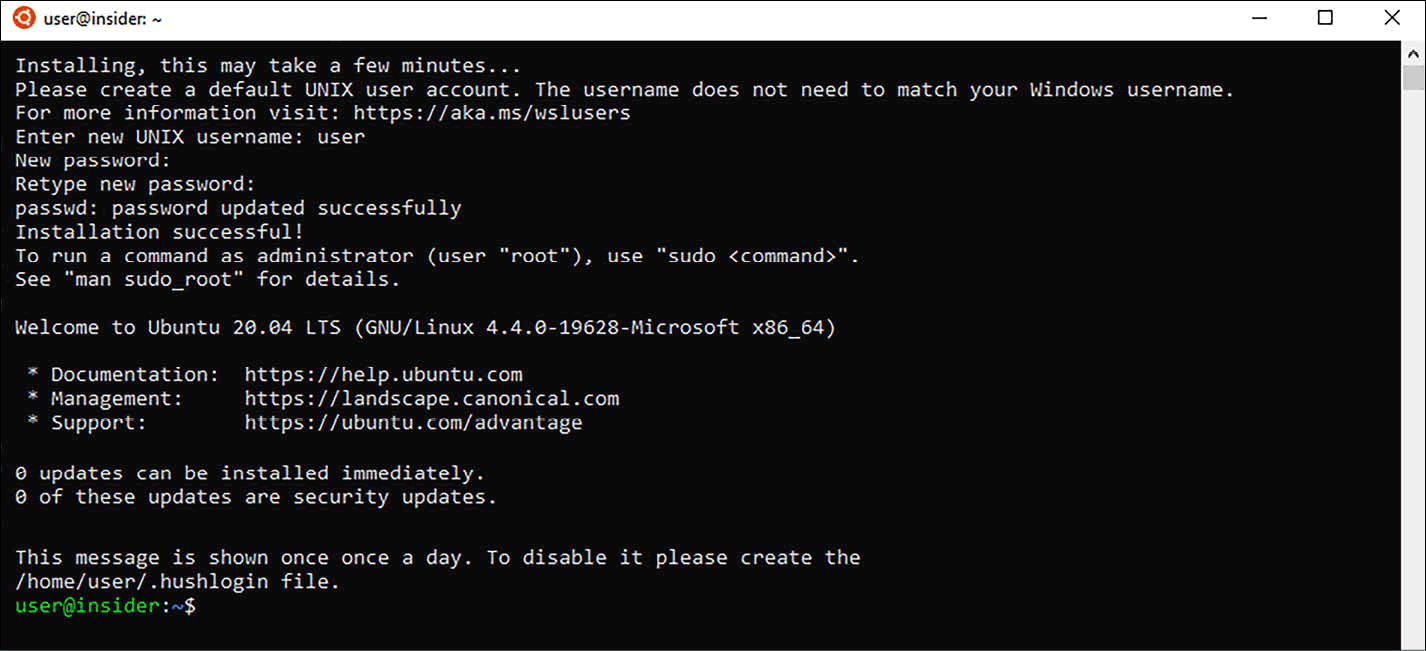 user@insider: ~
Installing, this may take a few minutes...
Please create a default UNIX user account. The username does not need to match your Windows username.
For more information visit: https://aka.ms/wslusers
Enter new UNIX username: user
New password:
Retype new password:
passwd: password updated successfully
Installation successful!
To run a command as administrator (user "root"), use "sudo <command>".
See "man sudo_root" for details.
Welcome to Ubuntu 20.04 LTS (GNU/Linux 4.4.0-19628-Microsoft x86_64)
* Documentation:  https://help.ubuntu.com
* Management:     https://landscape.canonical.com
* Support:        https://ubuntu.com/advantage
0 updates can be installed immediately.
0 of these updates are security updates.
This message is shown once once a day. To disable it please create the
/home/user/.hushlogin file.
user@insider:~$